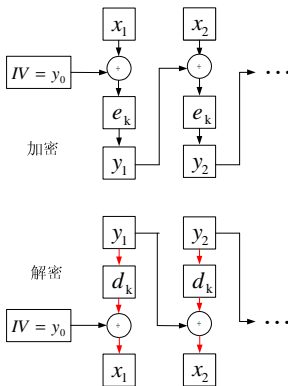 x₁ x₂
IV = y₀ + +
eₖ eₖ
加密
y₁ y₂ ···
y₁ y₂
解密
dₖ dₖ
IV = y₀ + + ···
x₁ x₂